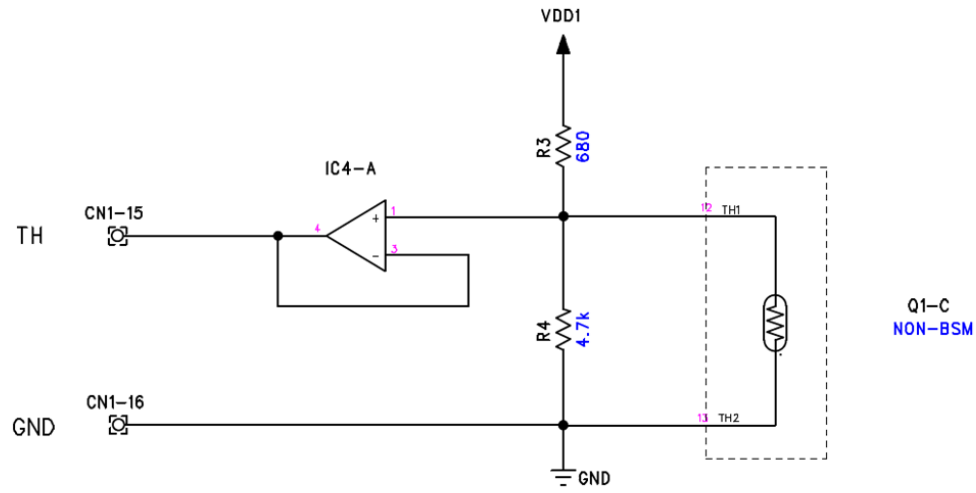 VDD1
R3
680
IC4-A
CN1-15
TH
4
+
1
-
3
12
TH1
R4
4.7k
Q1-C
NON-BSM
CN1-16
GND
13
TH2
GND